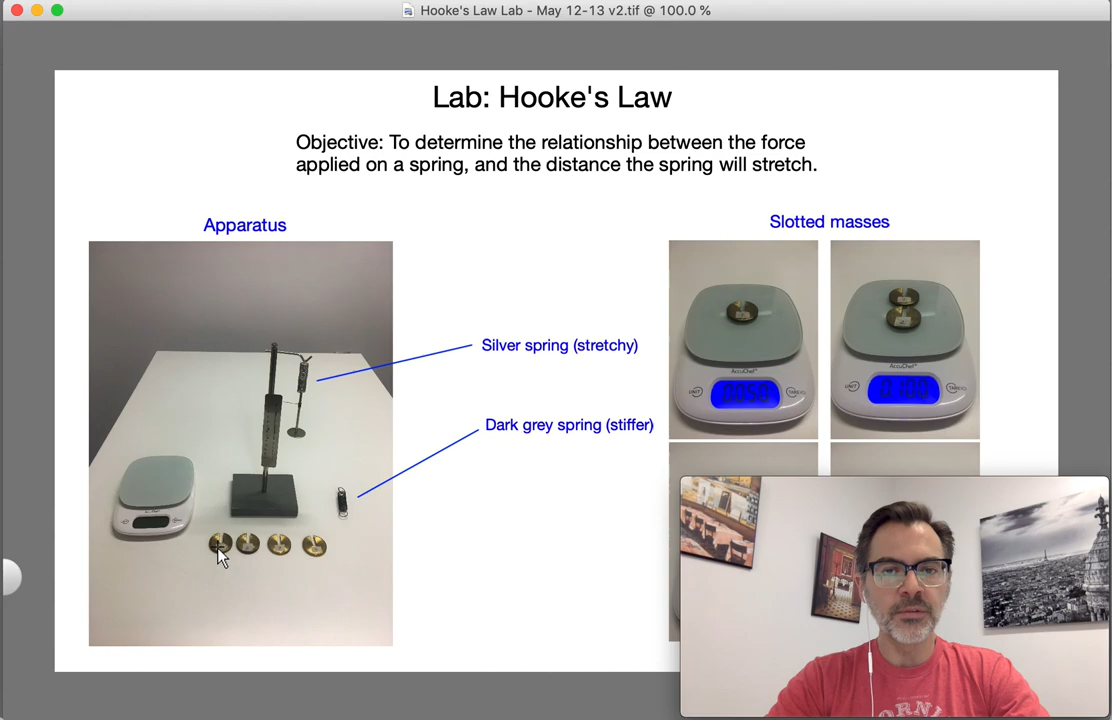 Hooke's Law Lab - May 12-13 v2.tif @ 100.0 %
Lab: Hooke's Law
Objective: To determine the relationship between the force
applied on a spring, and the distance the spring will stretch.
Apparatus
Slotted masses
Silver spring (stretchy)
Dark grey spring (stiffer)
AccuChef
AccuChef
UNIT
0.050
UNIT
0.100